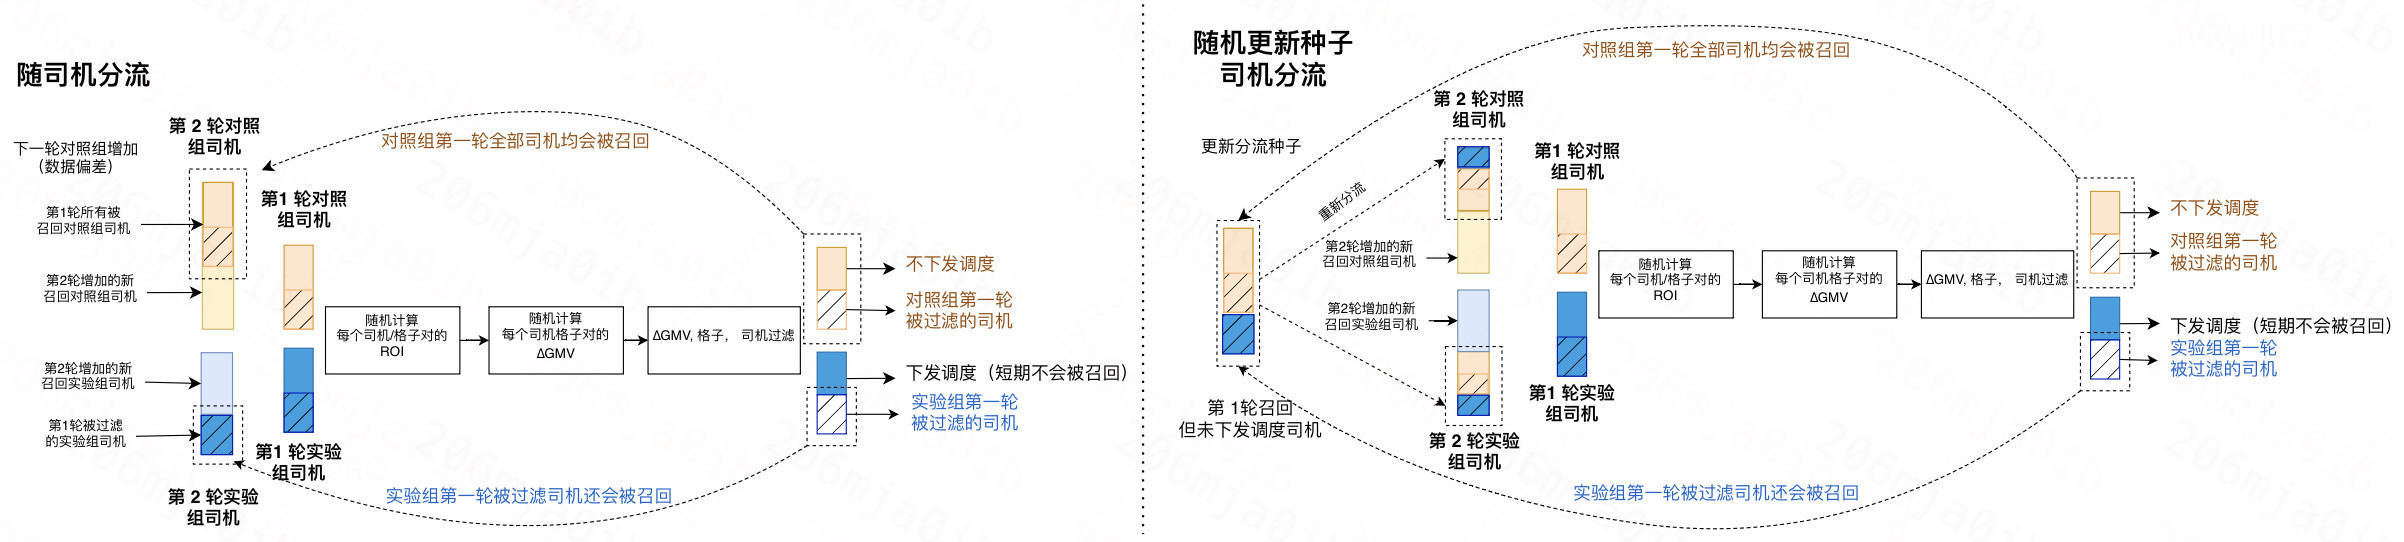 随司机分流
第 2 轮对照
组司机
下一轮对照组增加
（数据偏差）
对照组第一轮全部司机均会被召回
第1 轮对照
组司机
第1轮所有被
召回对照组司机
第2轮增加的新
召回对照组司机
随机计算
每个司机/格子对的
ROI
随机计算
每个司机格子对的
ΔGMV
ΔGMV, 格子， 司机过滤
不下发调度
对照组第一轮
被过滤的司机
下发调度（短期不会被召回）
实验组第一轮
被过滤的司机
第2轮增加的新
召回实验组司机
第1轮被过滤
的实验组司机
第1 轮实验
组司机
第 2 轮实验
组司机
实验组第一轮被过滤司机还会被召回
随机更新种子
司机分流
对照组第一轮全部司机均会被召回
第 2 轮对照
组司机
更新分流种子
第1 轮对照
组司机
重新分流
第2轮增加的新
召回对照组司机
第2轮增加的新
召回实验组司机
随机计算
每个司机/格子对的
ROI
随机计算
每个司机格子对的
ΔGMV
ΔGMV, 格子， 司机过滤
不下发调度
对照组第一轮
被过滤的司机
下发调度（短期不会被召回）
实验组第一轮
被过滤的司机
第 1轮召回
但未下发调度司机
第1 轮实验
组司机
第 2 轮实验
组司机
实验组第一轮被过滤司机还会被召回